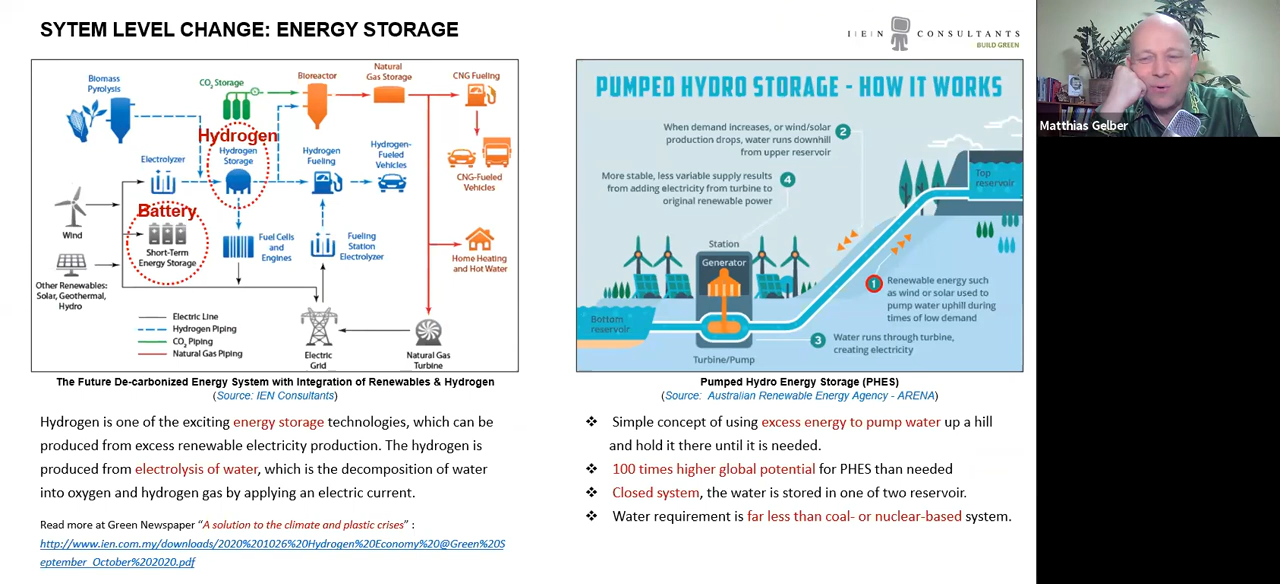 SYTEM LEVEL CHANGE: ENERGY STORAGE
I E N CONSULTANTS
BUILD GREEN
Matthias Gelber
Biomass
Pyrolysis
CO2 Storage
Bioreactor
Natural
Gas Storage
CNG Fueling
Hydrogen
Electrolyzer
Hydrogen
Storage
Hydrogen
Fueling
Hydrogen-
Fueled
Vehicles
CNG-Fueled
Vehicles
Battery
Wind
Short-Term
Energy Storage
Fuel Cells
and
Engines
Fueling
Station
Electrolyzer
Home Heating
and Hot Water
Other Renewables:
Solar, Geothermal,
Hydro
Electric Line
Hydrogen Piping
CO2 Piping
Natural Gas Piping
Electric
Grid
Natural Gas
Turbine
The Future De-carbonized Energy System with Integration of Renewables & Hydrogen
(Source: IEN Consultants)
Hydrogen is one of the exciting energy storage technologies, which can be
produced from excess renewable electricity production. The hydrogen is
produced from electrolysis of water, which is the decomposition of water
into oxygen and hydrogen gas by applying an electric current.
Read more at Green Newspaper “A solution to the climate and plastic crises” :
http://www.ien.com.my/downloads/2020%201026%20Hydrogen%20Economy%20@Green%20S
eptember_October%202020.pdf
PUMPED HYDRO STORAGE - HOW IT WORKS
When demand increases, or wind/solar
production drops, water runs downhill
from upper reservoir
2
More stable, less variable supply results
from adding electricity from turbine to
original renewable power
4
Top
reservoir
Station
Generator
1
Renewable energy such
as wind or solar used to
pump water uphill during
times of low demand
Bottom
reservoir
3
Water runs through turbine,
creating electricity
Turbine/Pump
Pumped Hydro Energy Storage (PHES)
(Source: Australian Renewable Energy Agency - ARENA)
❖ Simple concept of using excess energy to pump water up a hill
and hold it there until it is needed.
❖ 100 times higher global potential for PHES than needed
❖ Closed system, the water is stored in one of two reservoir.
❖ Water requirement is far less than coal- or nuclear-based system.